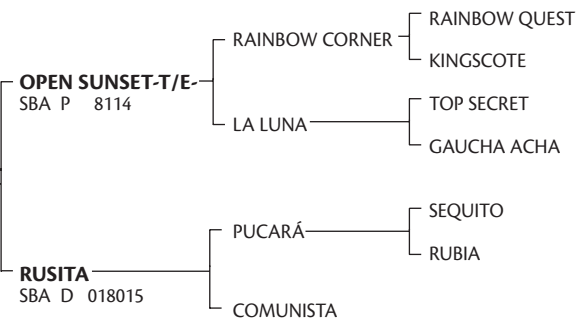 RAINBOW QUEST
RAINBOW CORNER
KINGSCOTE
OPEN SUNSET-T/E-
SBA P 8114
TOP SECRET
LA LUNA
GAUCHA ACHA
SEQUITO
PUCARÁ
RUBIA
RUSITA
SBA D 018015
COMUNISTA